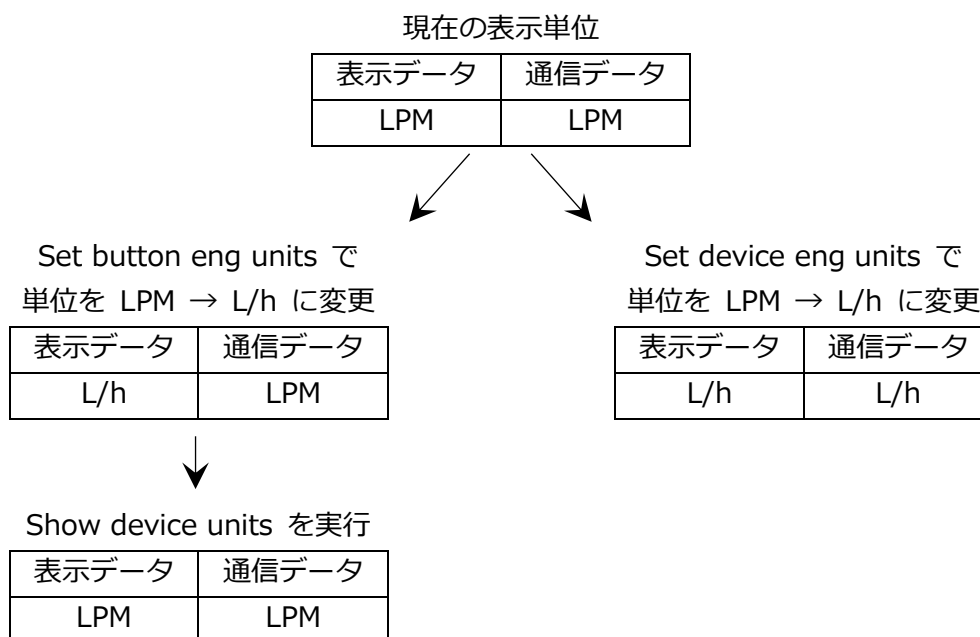 現在の表示単位
表示データ 通信データ
LPM LPM
Set button eng units で
単位を LPM → L/h に変更
表示データ 通信データ
L/h LPM
Set device eng units で
単位を LPM → L/h に変更
表示データ 通信データ
L/h L/h
Show device units を実行
表示データ 通信データ
LPM LPM